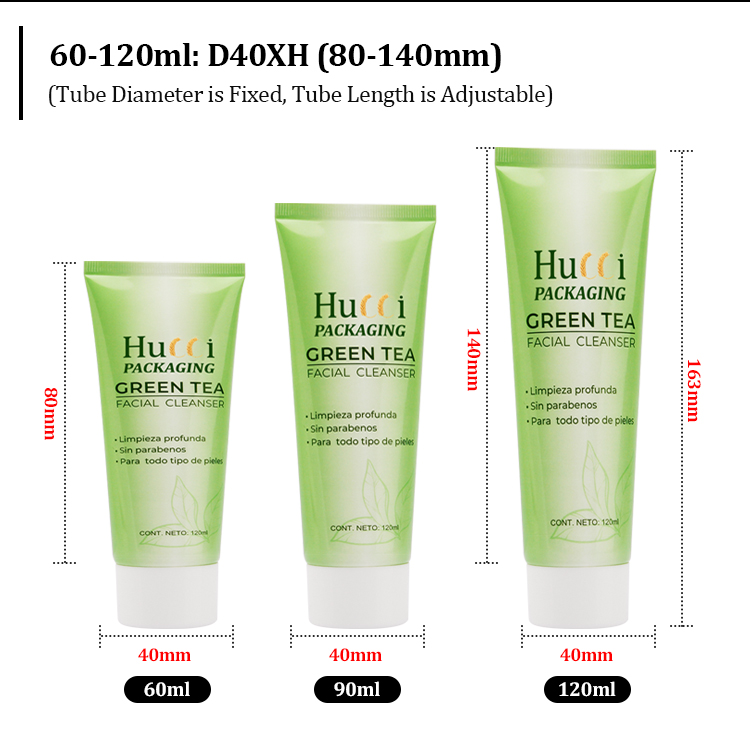 60-120ml: D40XH (80-140mm)
(Tube Diameter is Fixed, Tube Length is Adjustable)
80mm
Hucci
PACKAGING
GREEN TEA
FACIAL CLEANSER
• Limpieza profunda
• Sin parabenos
• Para todo tipo de pieles
CONT. NETO: 120ml
40mm
60ml
Hucci
PACKAGING
GREEN TEA
FACIAL CLEANSER
• Limpieza profunda
• Sin parabenos
• Para todo tipo de pieles
CONT. NETO: 120ml
40mm
90ml
140mm
Hucci
PACKAGING
GREEN TEA
FACIAL CLEANSER
• Limpieza profunda
• Sin parabenos
• Para todo tipo de pieles
CONT. NETO: 120ml
163mm
40mm
120ml